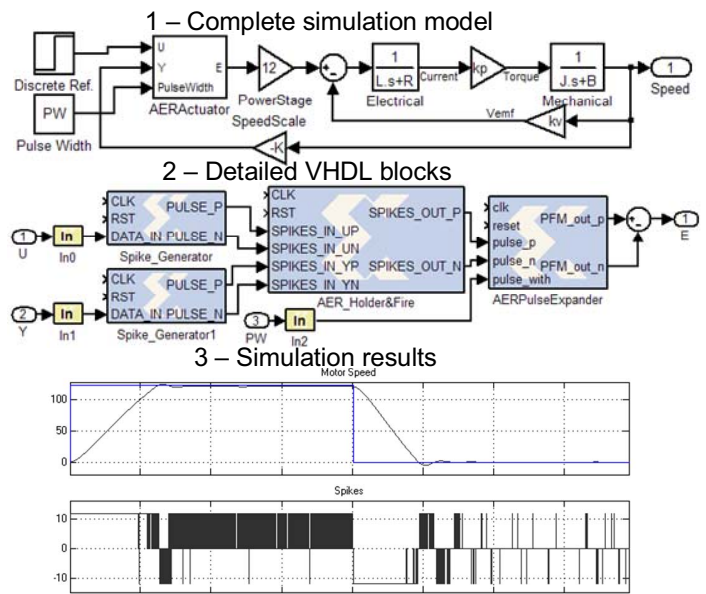 1 – Complete simulation model
U
Y
PulseWidth
E
AERActuator
Discrete Ref.
PW
Pulse Width
12
PowerStage
1
L.s+R
Electrical
Current
kp
Torque
1
J.s+B
Mechanical
1
Speed
Vemf
kv
SpeedScale
-K
2 – Detailed VHDL blocks
1
U
In
In0
CLK
RST
DATA_IN
PULSE_P
PULSE_N
Spike_Generator
2
Y
In
In1
CLK
RST
DATA_IN
PULSE_P
PULSE_N
Spike_Generator1
CLK
RST
SPIKES_IN_UP
SPIKES_IN_UN
SPIKES_IN_YP
SPIKES_IN_YN
SPIKES_OUT_P
SPIKES_OUT_N
AER_Holder&Fire
3
PW
In
In2
clk
reset
pulse_p
pulse_n
pulse_with
PFM_out_p
PFM_out_n
AERPulseExpander
1
E
3 – Simulation results
Motor Speed
100
50
0
Spikes
10
0
-10